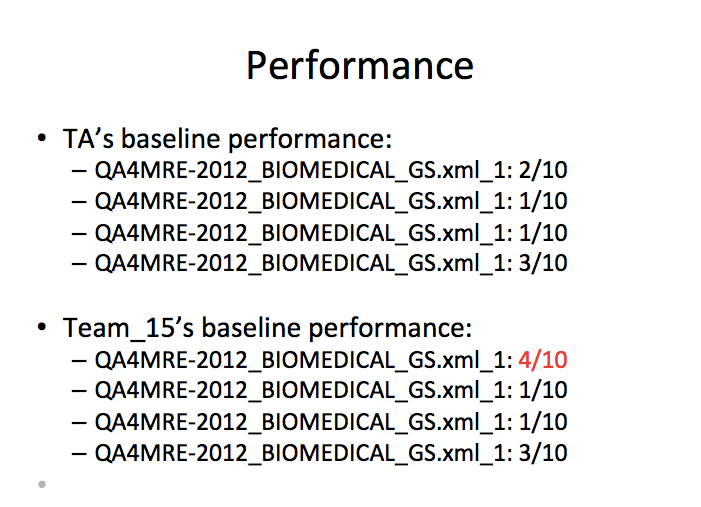 Performance
• TA's baseline performance:
– QA4MRE-2012_BIOMEDICAL_GS.xml_1: 2/10
– QA4MRE-2012_BIOMEDICAL_GS.xml_1: 1/10
– QA4MRE-2012_BIOMEDICAL_GS.xml_1: 1/10
– QA4MRE-2012_BIOMEDICAL_GS.xml_1: 3/10
• Team_15's baseline performance:
– QA4MRE-2012_BIOMEDICAL_GS.xml_1: 4/10
– QA4MRE-2012_BIOMEDICAL_GS.xml_1: 1/10
– QA4MRE-2012_BIOMEDICAL_GS.xml_1: 1/10
– QA4MRE-2012_BIOMEDICAL_GS.xml_1: 3/10
•